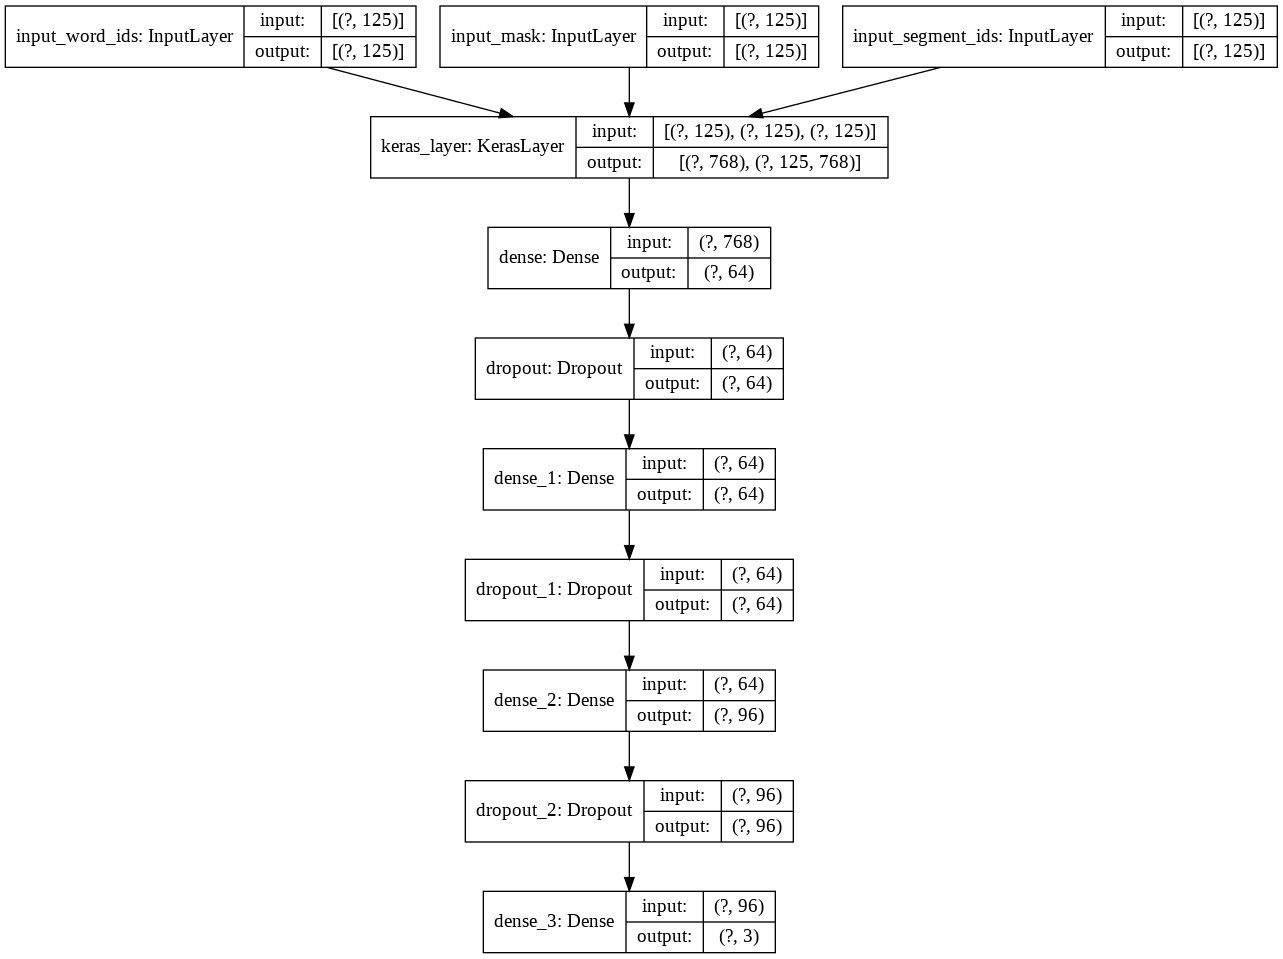 input_word_ids: InputLayer
input:
[(?, 125)]
output:
[(?, 125)]
input_mask: InputLayer
input:
[(?, 125)]
output:
[(?, 125)]
input_segment_ids: InputLayer
input:
[(?, 125)]
output:
[(?, 125)]
keras_layer: KerasLayer
input:
[(?, 125), (?, 125), (?, 125)]
output:
[(?, 768), (?, 125, 768)]
dense: Dense
input:
(?, 768)
output:
(?, 64)
dropout: Dropout
input:
(?, 64)
output:
(?, 64)
dense_1: Dense
input:
(?, 64)
output:
(?, 64)
dropout_1: Dropout
input:
(?, 64)
output:
(?, 64)
dense_2: Dense
input:
(?, 64)
output:
(?, 96)
dropout_2: Dropout
input:
(?, 96)
output:
(?, 96)
dense_3: Dense
input:
(?, 96)
output:
(?, 3)